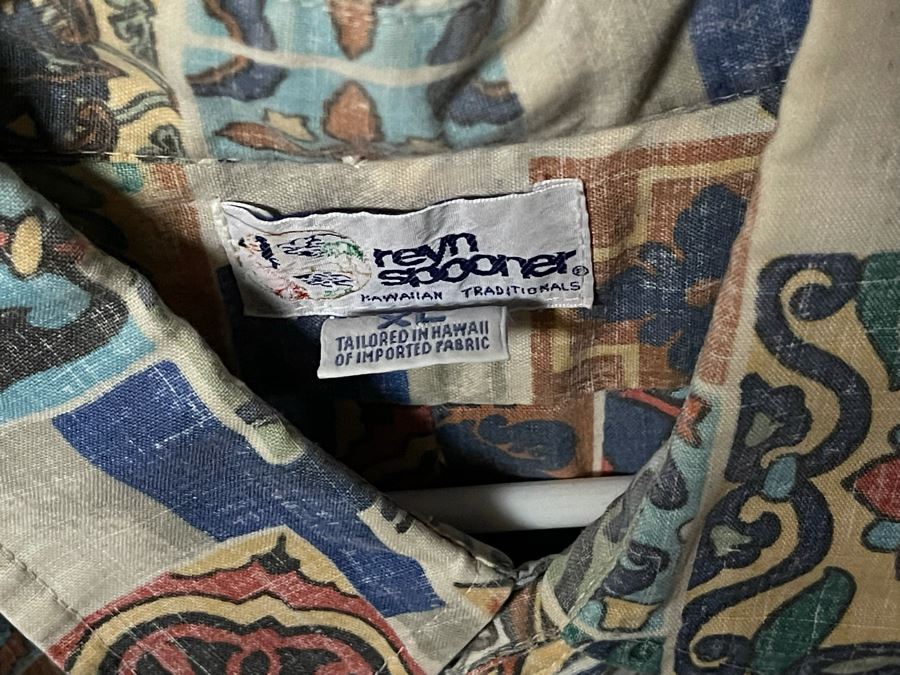 reyn
spooner®
HAWAIIAN TRADITIONALS
XL
TAILORED IN HAWAII
OF IMPORTED FABRIC